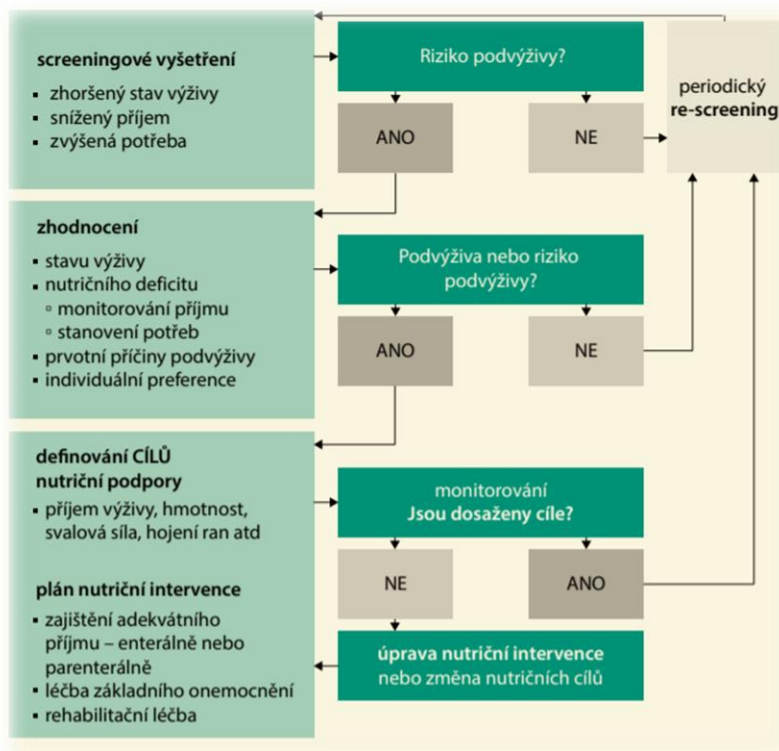 screeningové vyšetření
▪ zhoršený stav výživy
▪ snížený příjem
▪ zvýšená potřeba
Riziko podvýživy?
ANO
NE
periodický
re-screening
zhodnocení
▪ stavu výživy
▪ nutričního deficitu
▫ monitorování příjmu
▫ stanovení potřeb
▪ prvotní příčiny podvýživy
▪ individuální preference
Podvýživa nebo riziko
podvýživy?
ANO
NE
definování CÍLŮ
nutriční podpory
▪ příjem výživy, hmotnost,
svalová síla, hojení ran atd
plán nutriční intervence
▪ zajištění adekvátního
příjmu – enterálně nebo
parenterálně
▪ léčba základního onemocnění
▪ rehabilitační léčba
monitorování
Jsou dosaženy cíle?
NE
ANO
úprava nutriční intervence
nebo změna nutričních cílů